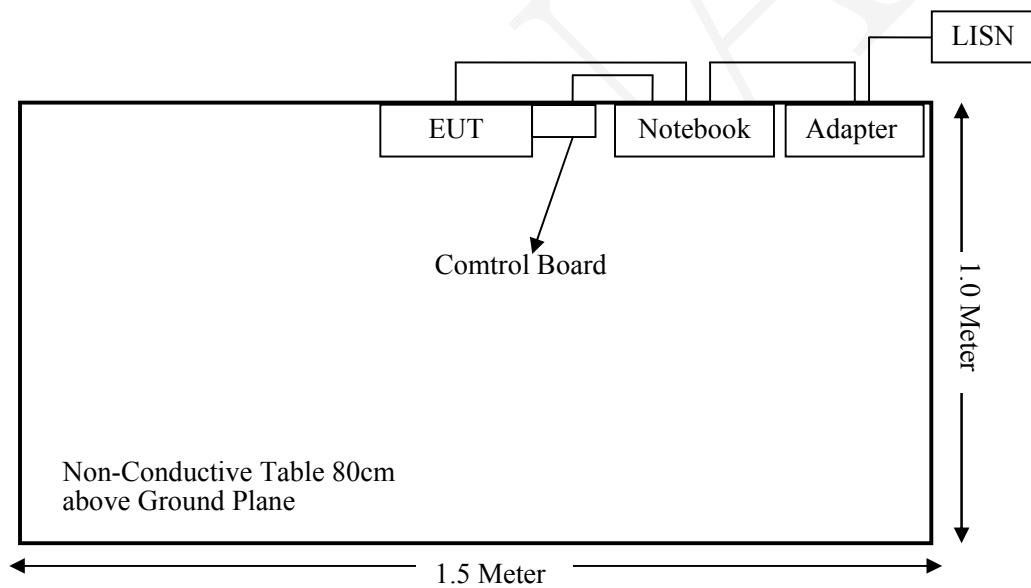 LISN
EUT
Notebook
Adapter
Comtrol Board
1.0 Meter
Non-Conductive Table 80cm
above Ground Plane
1.5 Meter